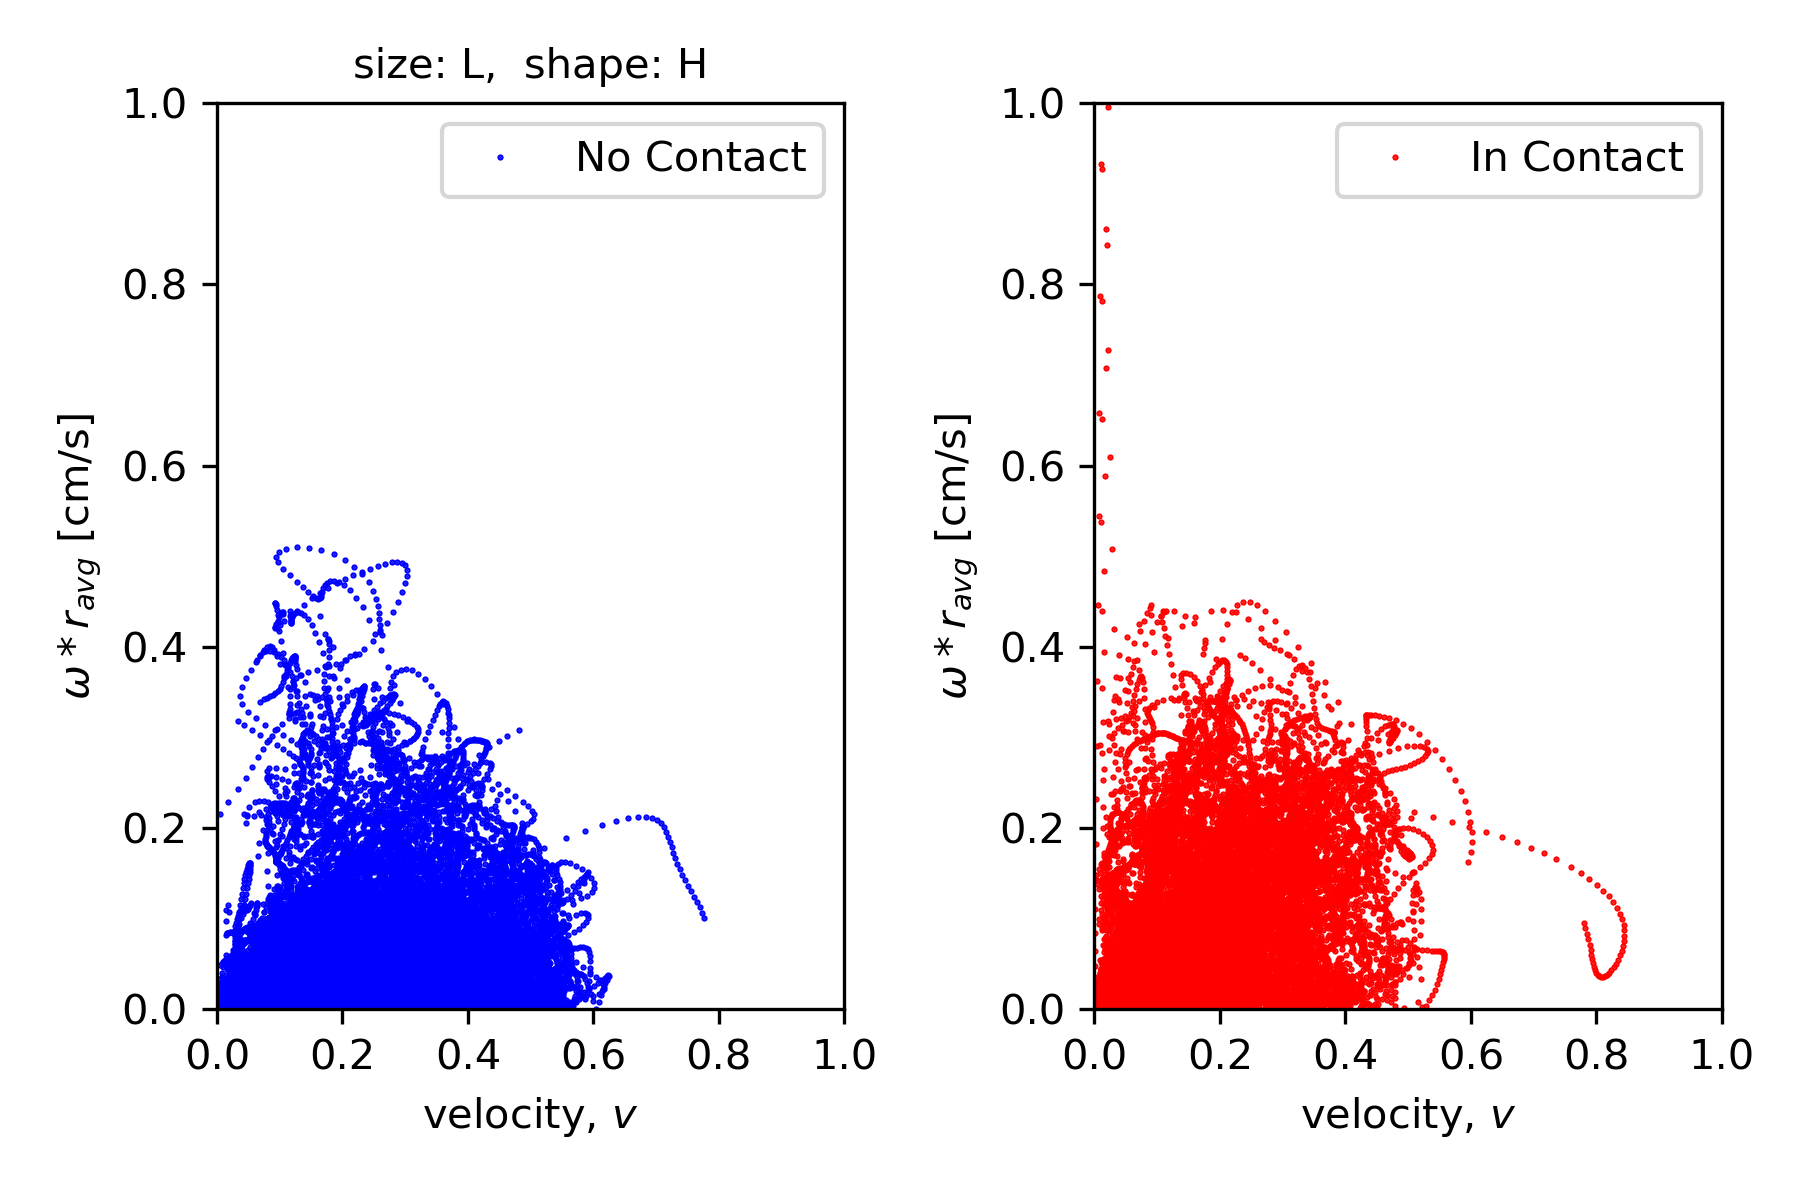 size: L,  shape: H
No Contact
1.0
0.8
0.6
0.4
0.2
0.0
ω * r_avg [cm/s]
0.0 0.2 0.4 0.6 0.8 1.0
velocity, v
In Contact
1.0
0.8
0.6
0.4
0.2
0.0
ω * r_avg [cm/s]
0.0 0.2 0.4 0.6 0.8 1.0
velocity, v